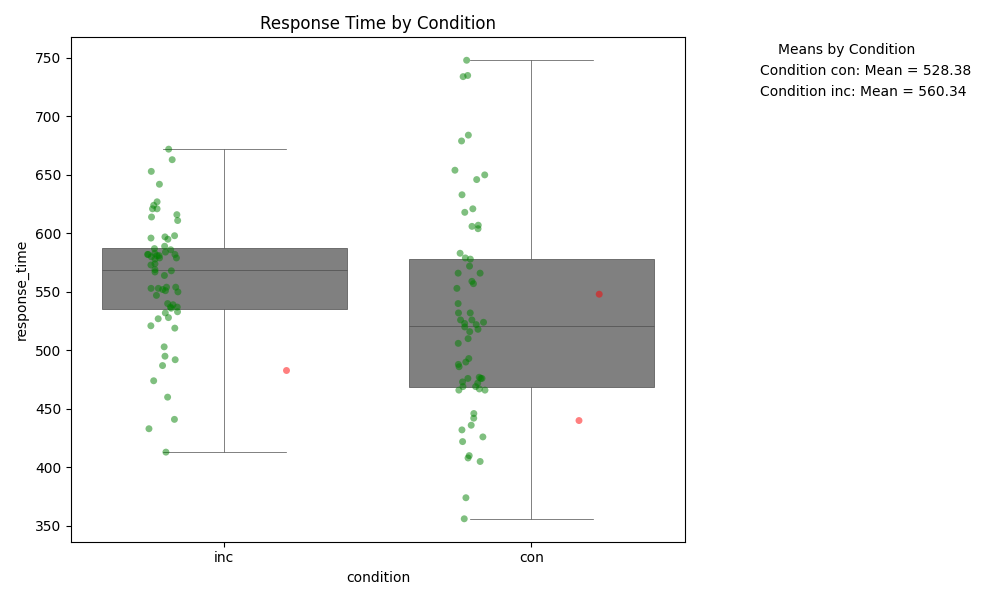 Response Time by Condition
Means by Condition
Condition con: Mean = 528.38
Condition inc: Mean = 560.34
750
700
650
600
550
500
450
400
350
response_time
inc
con
condition